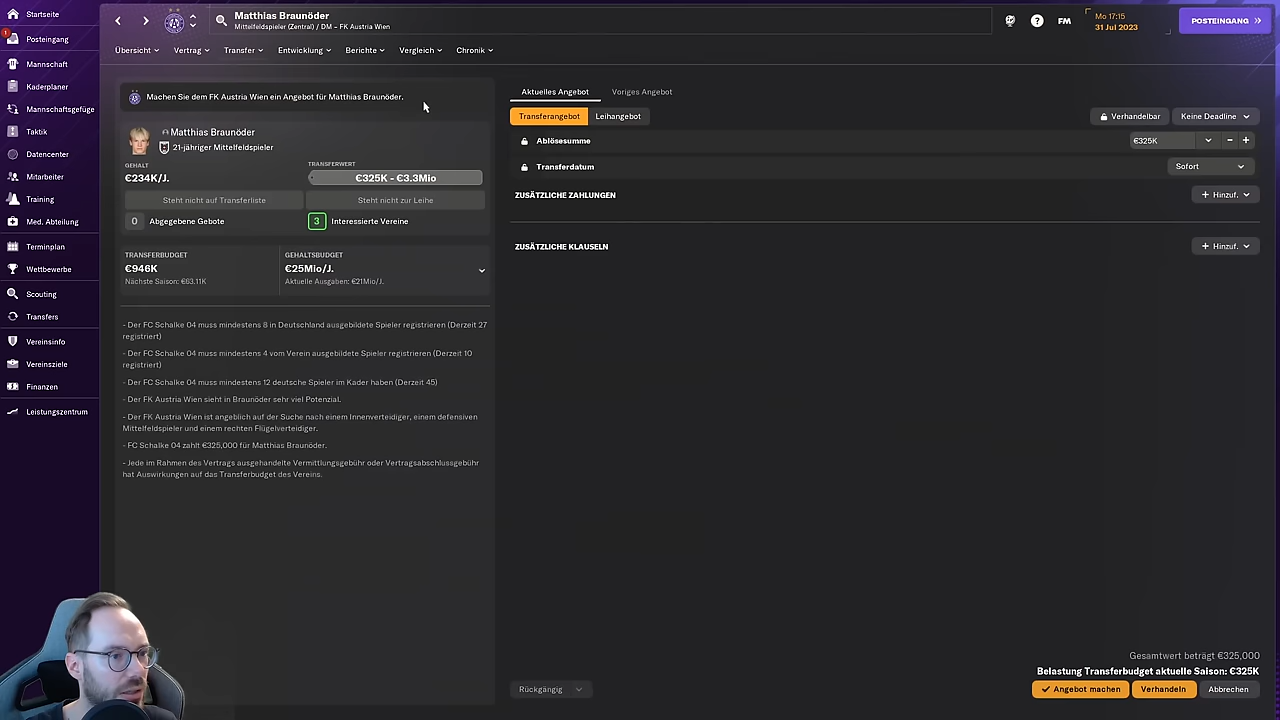 Startseite
1
Posteingang
Mannschaft
Kaderplaner
Mannschaftsgefüge
Taktik
Datencenter
Mitarbeiter
Training
Med. Abteilung
Terminplan
Wettbewerbe
Scouting
Transfers
Vereinsinfo
Vereinsziele
Finanzen
Leistungszentrum
Matthias Braunöder
Mittelfeldspieler (Zentral) / DM – FK Austria Wien
FM
Mo 17:15
31 Jul 2023
POSTEINGANG
Übersicht
Vertrag
Transfer
Entwicklung
Berichte
Vergleich
Chronik
Machen Sie dem FK Austria Wien ein Angebot für Matthias Braunöder.
Matthias Braunöder
21-jähriger Mittelfeldspieler
GEHALT
€234K/J.
TRANSFERWERT
€325K - €3.3Mio
Steht nicht auf Transferliste
Steht nicht zur Leihe
0 Abgegebene Gebote
3 Interessierte Vereine
TRANSFERBUDGET
€946K
Nächste Saison: €63.11K
GEHALTSBUDGET
€25Mio/J.
Aktuelle Ausgaben: €21Mio/J.
- Der FC Schalke 04 muss mindestens 8 in Deutschland ausgebildete Spieler registrieren (Derzeit 27
registriert)
- Der FC Schalke 04 muss mindestens 4 vom Verein ausgebildete Spieler registrieren (Derzeit 10
registriert)
- Der FC Schalke 04 muss mindestens 12 deutsche Spieler im Kader haben (Derzeit 45)
- Der FK Austria Wien sieht in Braunöder sehr viel Potenzial.
- Der FK Austria Wien ist angeblich auf der Suche nach einem Innenverteidiger, einem defensiven
Mittelfeldspieler und einem rechten Flügelverteidiger.
- FC Schalke 04 zahlt €325,000 für Matthias Braunöder.
- Jede im Rahmen des Vertrags ausgehandelte Vermittlungsgebühr oder Vertragsabschlussgebühr
hat Auswirkungen auf das Transferbudget des Vereins.
Aktuelles Angebot
Voriges Angebot
Transferangebot
Leihangebot
Verhandelbar
Keine Deadline
Ablösesumme
€325K
Transferdatum
Sofort
ZUSÄTZLICHE ZAHLUNGEN
Hinzuf.
ZUSÄTZLICHE KLAUSELN
Hinzuf.
Gesamtwert beträgt €325,000
Belastung Transferbudget aktuelle Saison: €325K
Rückgängig
Angebot machen
Verhandeln
Abbrechen